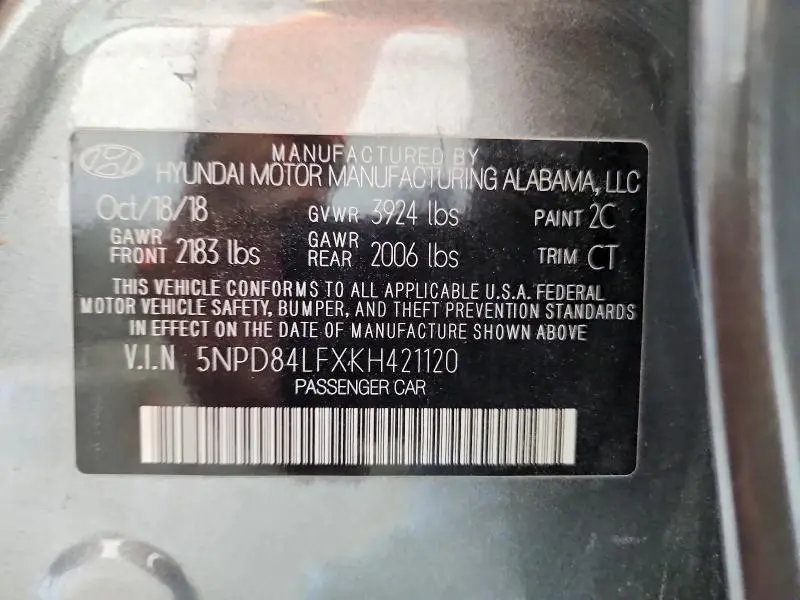 MANUFACTURED BY
HYUNDAI MOTOR MANUFACTURING ALABAMA, LLC
Oct/18/18 GVWR 3924 lbs PAINT 2C
GAWR FRONT 2183 lbs GAWR REAR 2006 lbs TRIM CT
THIS VEHICLE CONFORMS TO ALL APPLICABLE U.S.A. FEDERAL
MOTOR VEHICLE SAFETY, BUMPER, AND THEFT PREVENTION STANDARDS
IN EFFECT ON THE DATE OF MANUFACTURE SHOWN ABOVE
V.I.N 5NPD84LFXKH421120
PASSENGER CAR